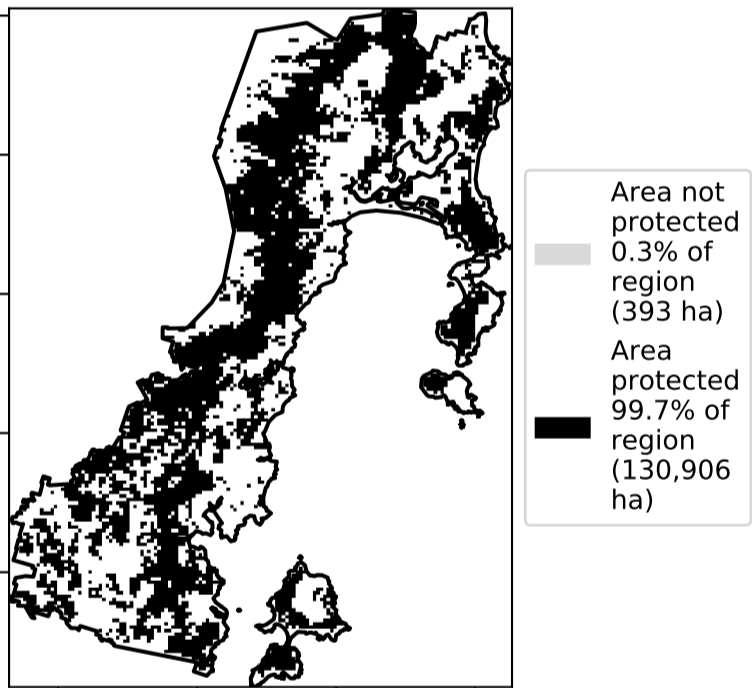 Area not
protected
0.3% of
region
(393 ha)
Area
protected
99.7% of
region
(130,906
ha)